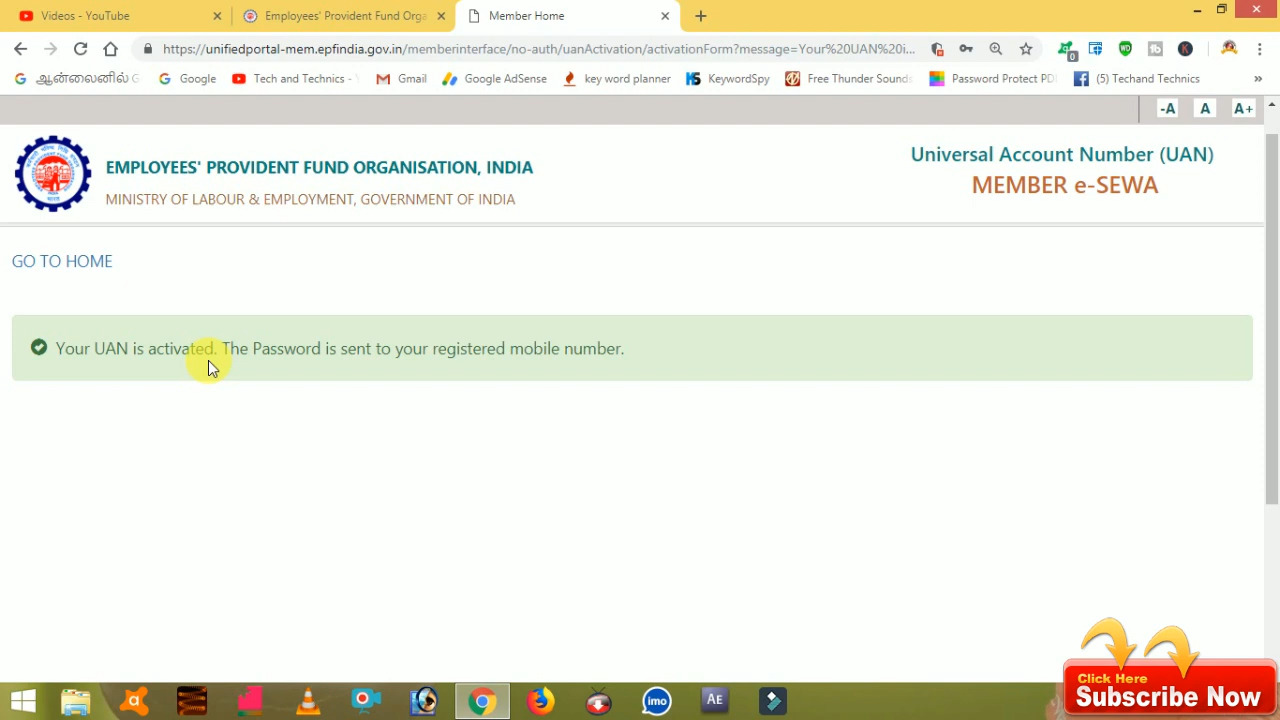 Videos - YouTube
Employees' Provident Fund Orga
Member Home
https://unifiedportal-mem.epfindia.gov.in/memberinterface/no-auth/uanActivation/activationForm?message=Your%20UAN%20i...
0
WD
K
ஆன்லைனில் G
Google
Tech and Technics -
Gmail
Google AdSense
key word planner
KeywordSpy
Free Thunder Sounds
Password Protect PD
(5) Techand Technics
»
-A
A
A+
EMPLOYEES' PROVIDENT FUND ORGANISATION, INDIA
MINISTRY OF LABOUR & EMPLOYMENT, GOVERNMENT OF INDIA
Universal Account Number (UAN)
MEMBER e-SEWA
GO TO HOME
Your UAN is activated. The Password is sent to your registered mobile number.
Click Here
Subscribe Now
imo
AE